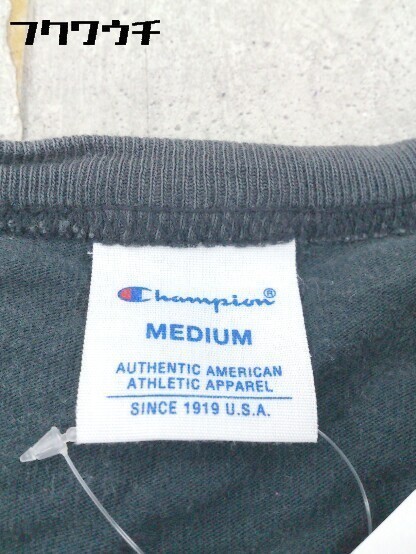 フクワウチ
Champion®
MEDIUM
AUTHENTIC AMERICAN
ATHLETIC APPAREL
SINCE 1919 U.S.A.